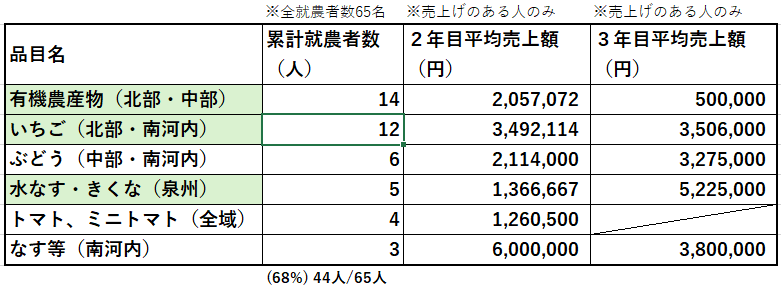 ※全就農者数65名 ※売上げのある人のみ ※売上げのある人のみ
品目名 累計就農者数（人） ２年目平均売上額（円） ３年目平均売上額（円）
有機農産物（北部・中部） 14 2,057,072 500,000
いちご（北部・南河内） 12 3,492,114 3,506,000
ぶどう（中部・南河内） 6 2,114,000 3,275,000
水なす・きくな（泉州） 5 1,366,667 5,225,000
トマト、ミニトマト（全域） 4 1,260,500
なす等（南河内） 3 6,000,000 3,800,000
(68%) 44人/65人